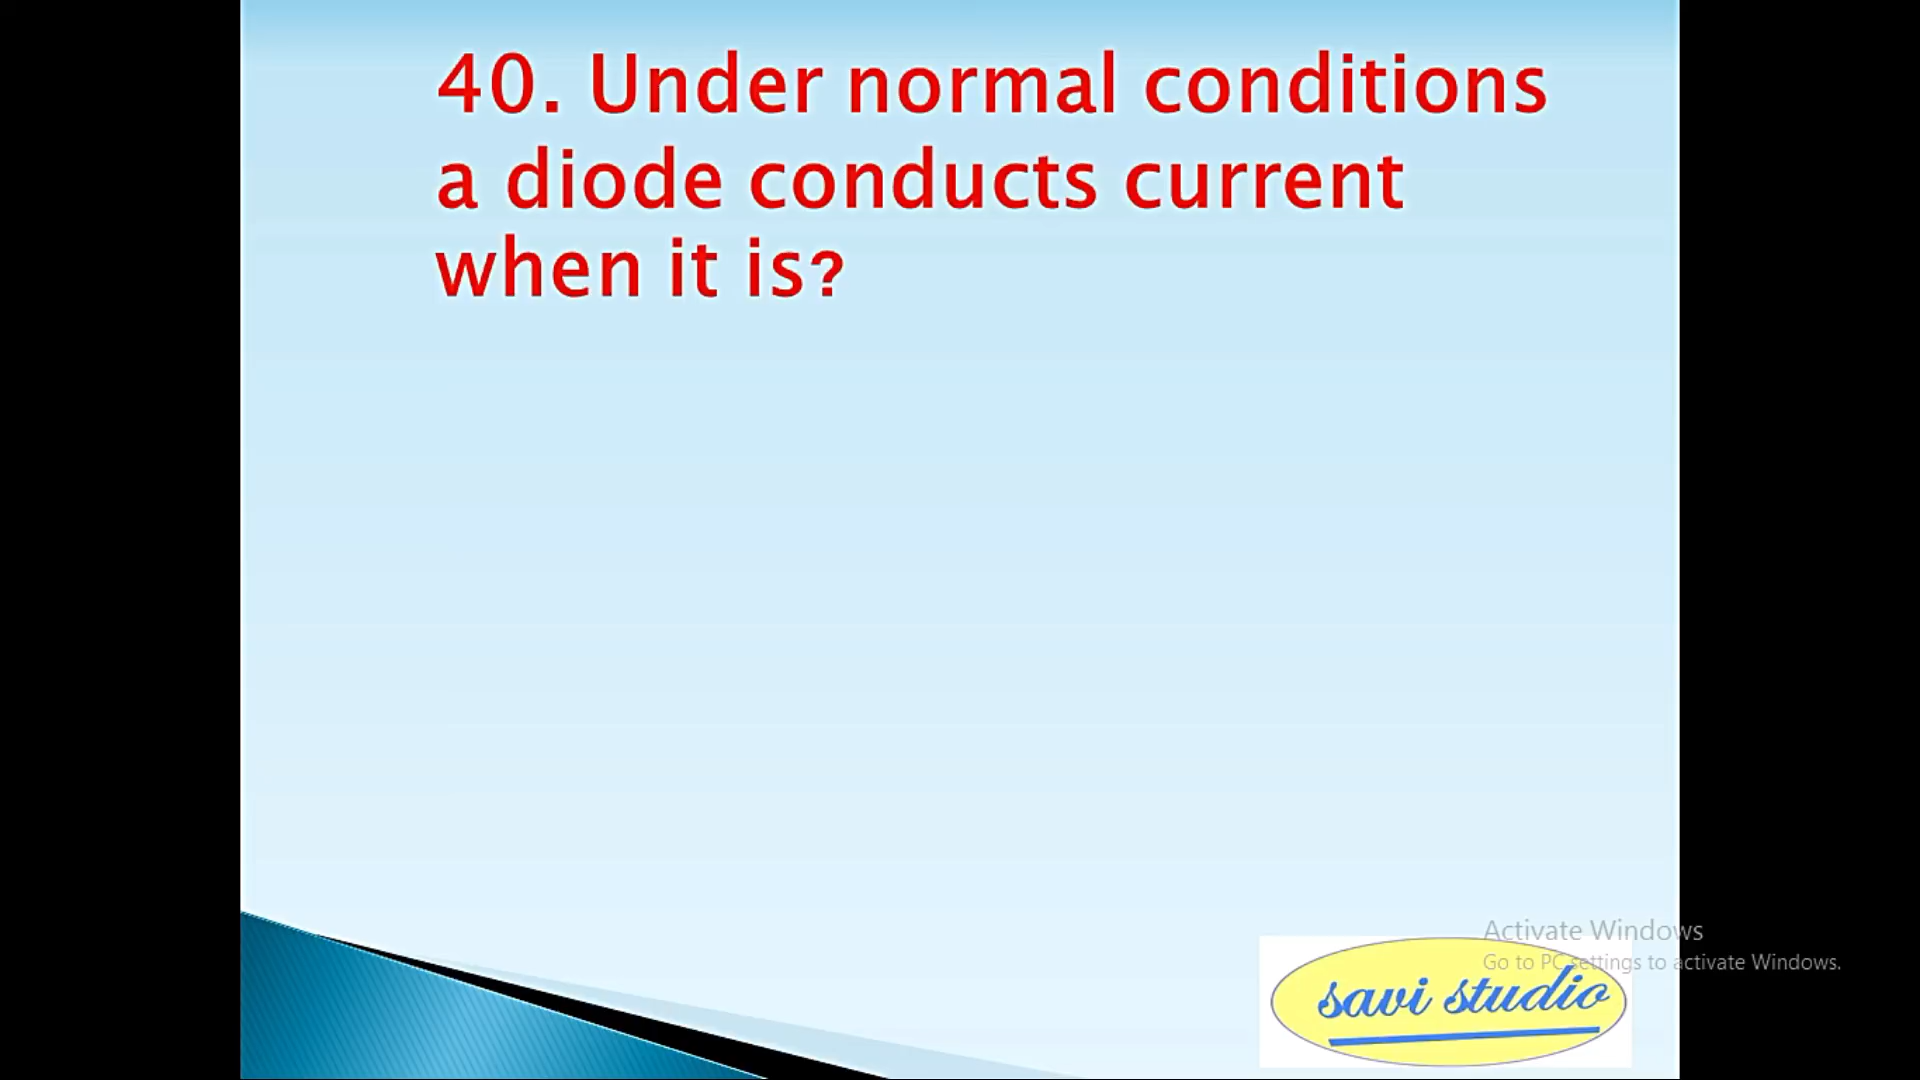 40. Under normal conditions
a diode conducts current
when it is?
Activate Windows
Go to PC settings to activate Windows.
savi studio